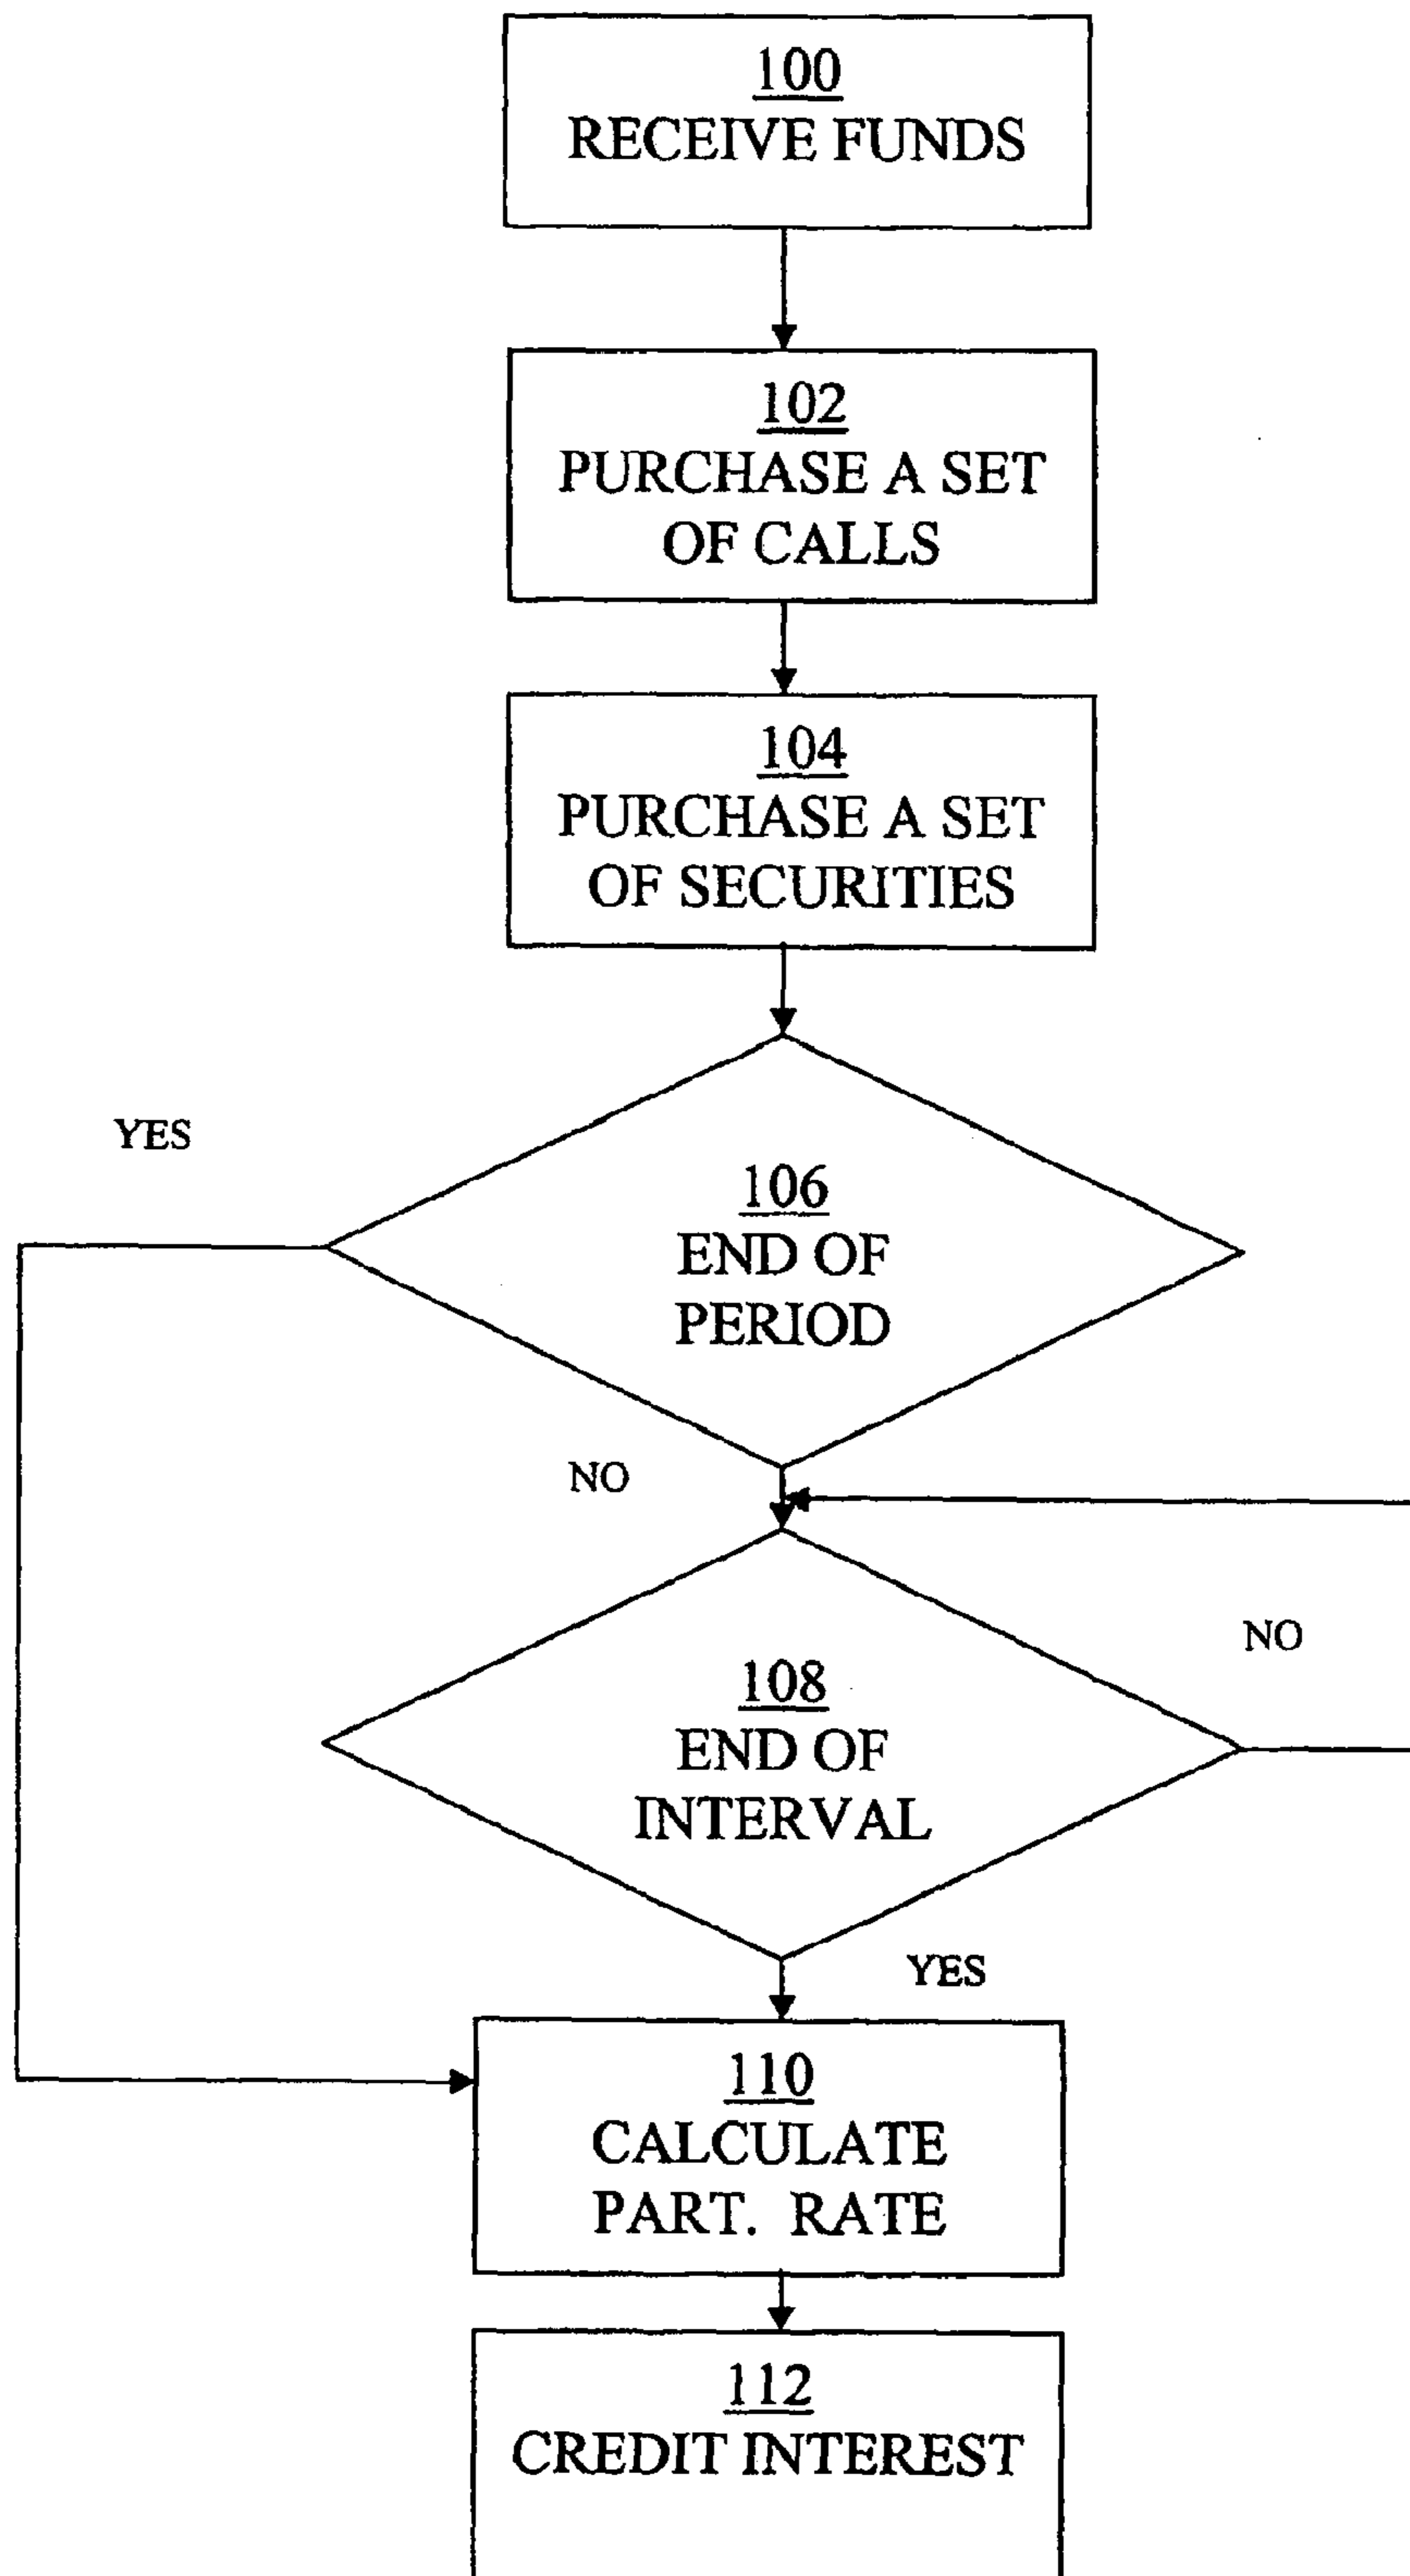 100
RECEIVE FUNDS
102
PURCHASE A SET
OF CALLS
104
PURCHASE A SET
OF SECURITIES
YES
106
END OF
PERIOD
NO
NO
108
END OF
INTERVAL
YES
110
CALCULATE
PART. RATE
112
CREDIT INTEREST